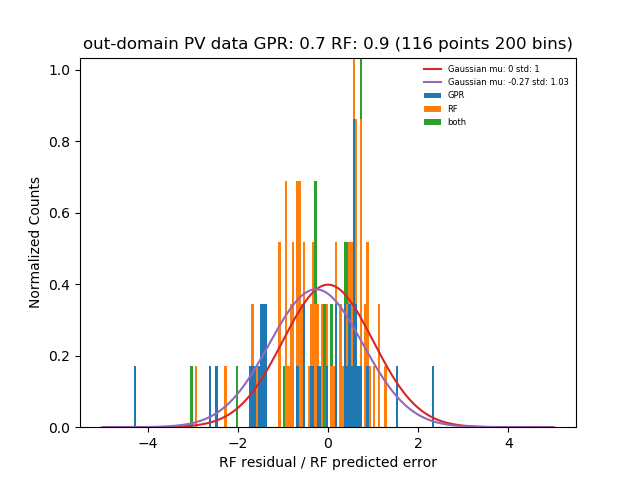 out-domain PV data GPR: 0.7 RF: 0.9 (116 points 200 bins)
Gaussian mu: 0 std: 1
Gaussian mu: -0.27 std: 1.03
GPR
RF
both
Normalized Counts
1.0
0.8
0.6
0.4
0.2
0.0
−4 −2 0 2 4
RF residual / RF predicted error